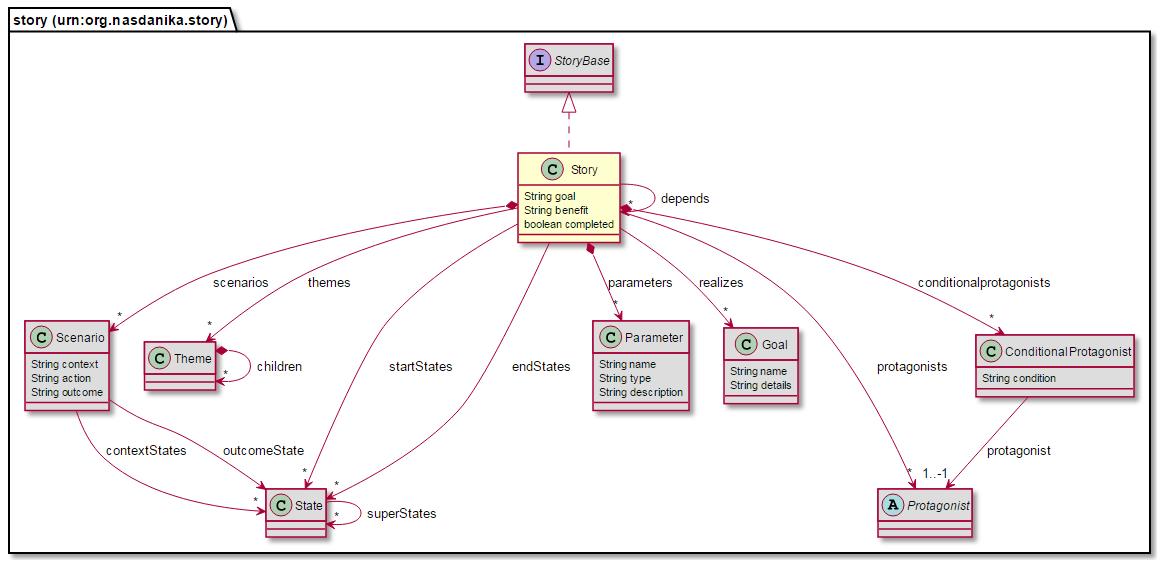 story (urn:org.nasdanika.story)
I StoryBase
C Story
String goal
String benefit
boolean completed
* depends
scenarios
themes
parameters
realizes
conditionalprotagonists
*
*
*
*
*
C Scenario
String context
String action
String outcome
C Theme
* children
startStates
endStates
C Parameter
String name
String type
String description
C Goal
String name
String details
protagonists
C ConditionalProtagonist
String condition
contextStates
outcomeState
protagonist
*
*
*
* 1..-1
C State
* superStates
A Protagonist